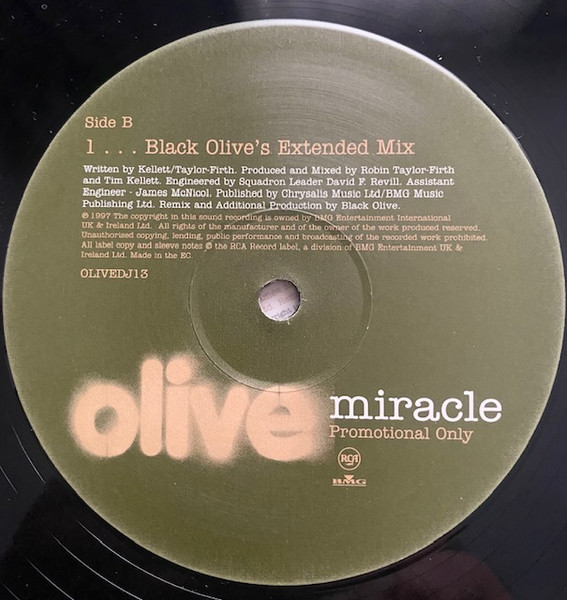 Side B
1 . . . Black Olive's Extended Mix
Written by Kellett/Taylor-Firth. Produced and Mixed by Robin Taylor-Firth
and Tim Kellett. Engineered by Squadron Leader David F. Revill. Assistant
Engineer - James McNicol. Published by Chrysalis Music Ltd/BMG Music
Publishing Ltd. Remix and Additional Production by Black Olive.
℗ 1997 The copyright in this sound recording is owned by BMG Entertainment International
UK & Ireland Ltd. All rights of the manufacturer and of the owner of the work produced reserved.
Unauthorised copying, lending, public performance and broadcasting of the recorded work prohibited.
All label copy and sleeve notes © the RCA Record label, a division of BMG Entertainment UK &
Ireland Ltd. Made in the EC.
OLIVEDJ13
olive
miracle
Promotional Only
RCA
BMG